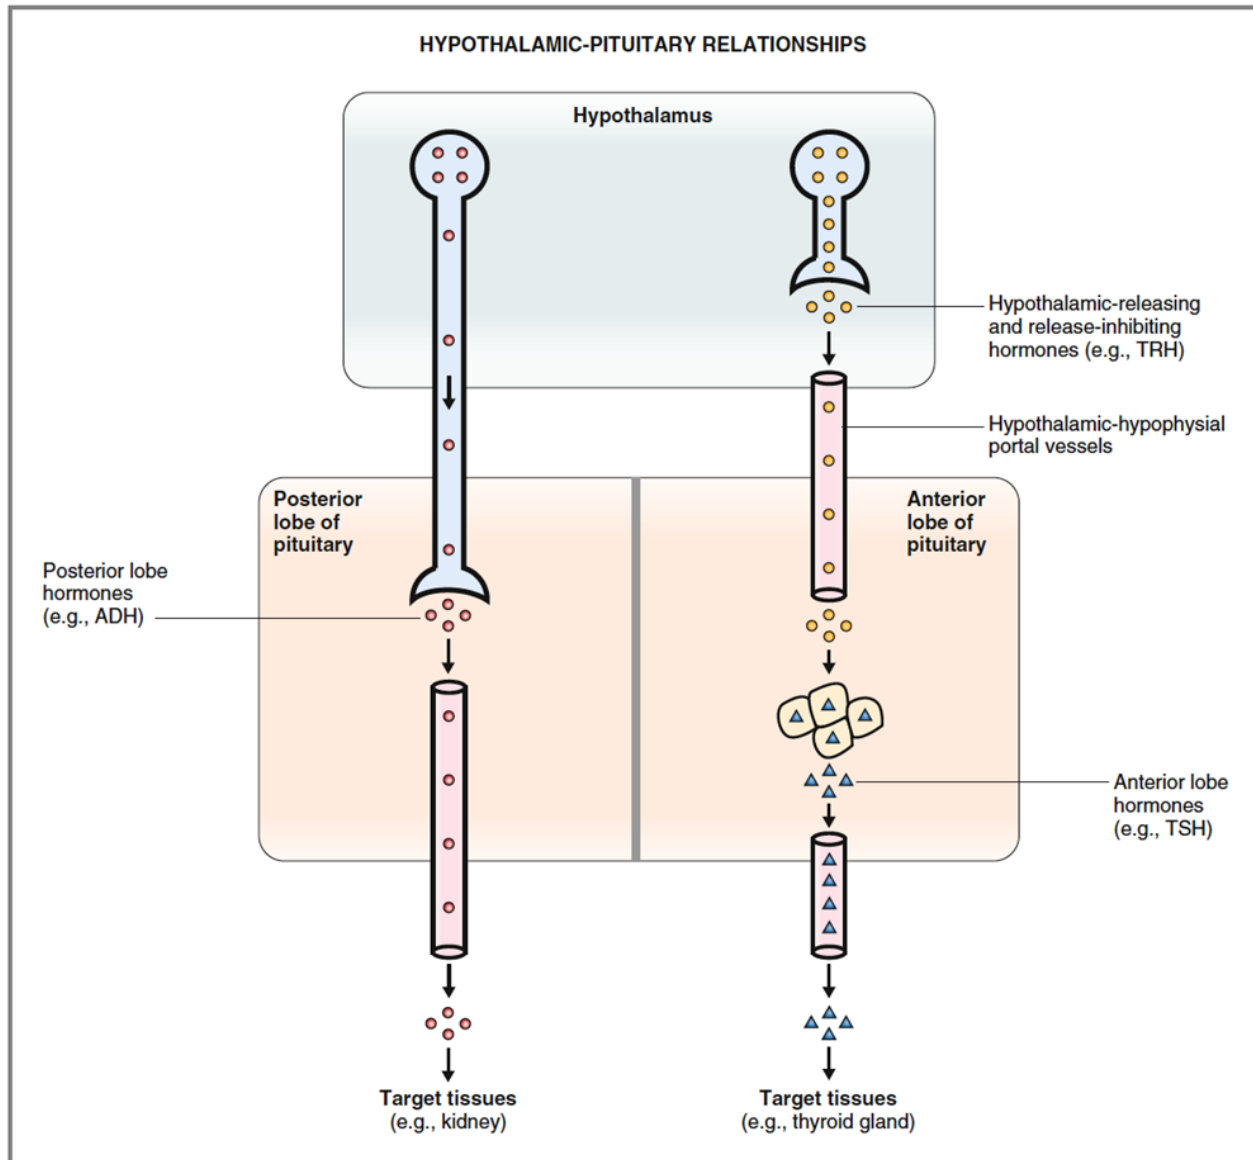 HYPOTHALAMIC-PITUITARY RELATIONSHIPS
Hypothalamus
Hypothalamic-releasing
and release-inhibiting
hormones (e.g., TRH)
Hypothalamic-hypophysial
portal vessels
Posterior
lobe of
pituitary
Anterior
lobe of
pituitary
Posterior lobe
hormones
(e.g., ADH)
Anterior lobe
hormones
(e.g., TSH)
Target tissues
(e.g., kidney)
Target tissues
(e.g., thyroid gland)